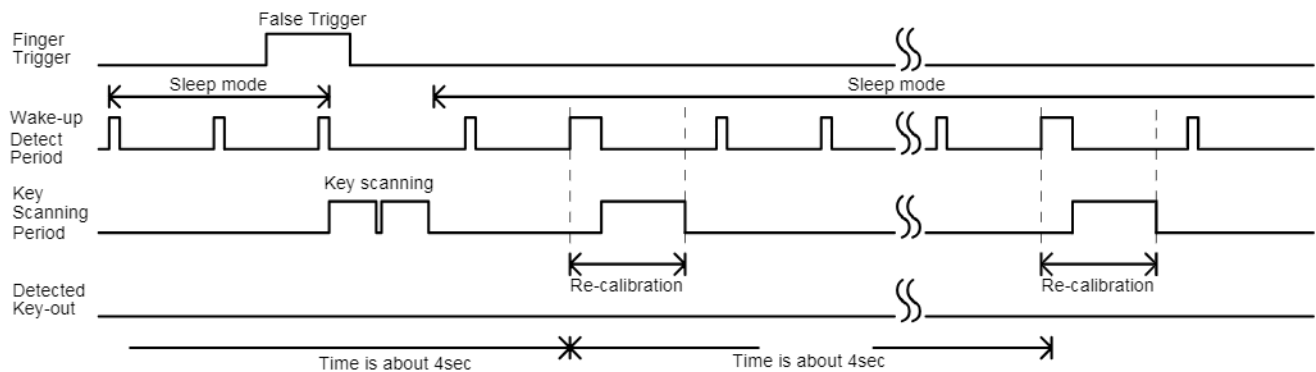 False Trigger
Finger
Trigger
Sleep mode
Sleep mode
Wake-up
Detect
Period
Key scanning
Key
Scanning
Period
Re-calibration
Re-calibration
Detected
Key-out
Time is about 4sec
Time is about 4sec